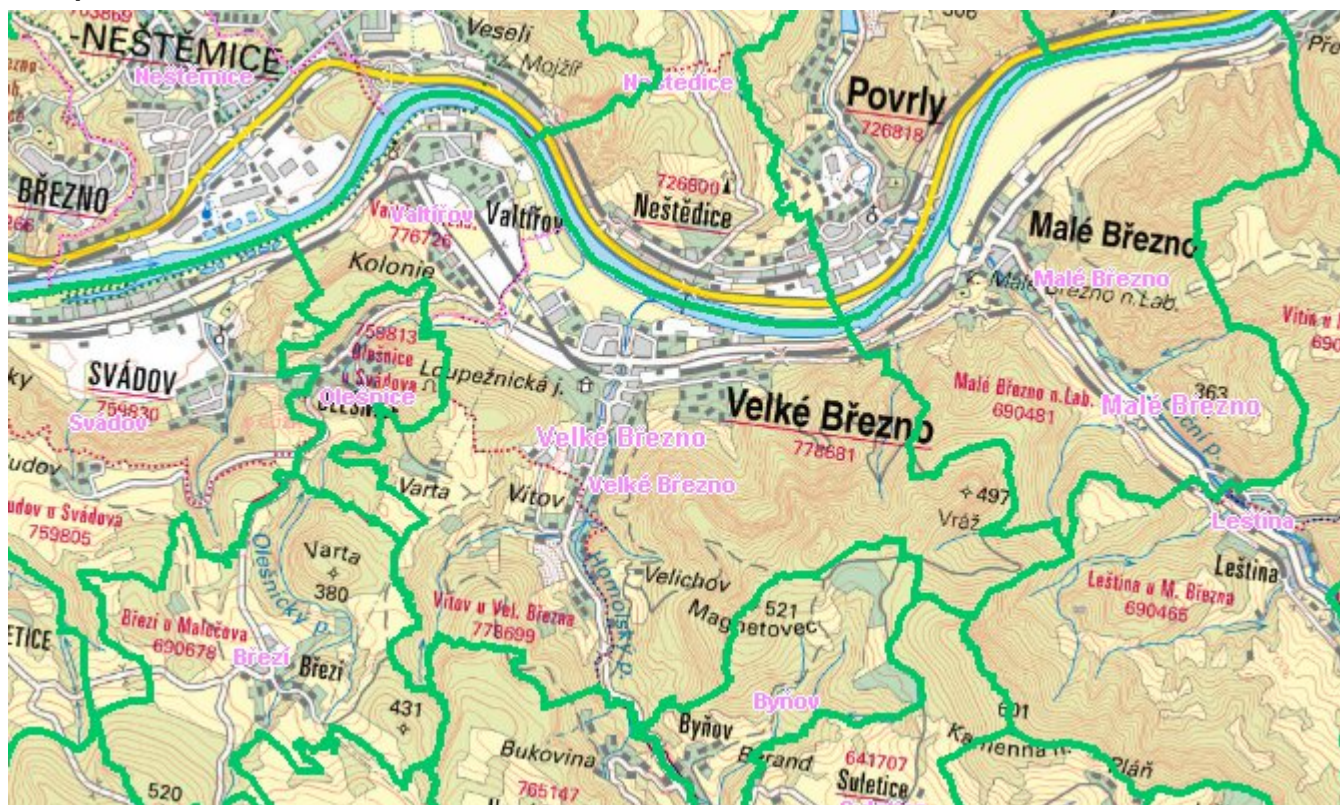 703869
-NEŠTĚMICE
Neštěmice
Veselí
Mojžíř
Neštědice
Povrly
726818
BŘEZNO
Valtířov
776726
Valtířov
726800
Neštědice
Malé Březno
Malé Březno
Malé Březno n.Lab.
Kolonie
SVÁDOV
759830
Svádov
759813
Olešnice
u Svádova
Olešnice
Loupežnická j.
Velké Březno
778681
Velké Březno
Velké Březno
Malé Březno n.Lab.
690481
363
Malé Březno
497
Vráž
Leština
Leština
Varta
Vítov
759805
Varta
380
Olešnický p.
Březí u Malečova
690678
Březí
Březí
431
520
Vítov u Vel. Března
778699
Homolský p.
Velichov
521
Magnetovec
Leština u M. Března
690465
Byňov
Byňov
Bukovina
765147
641707
Suletice
601
Pláň